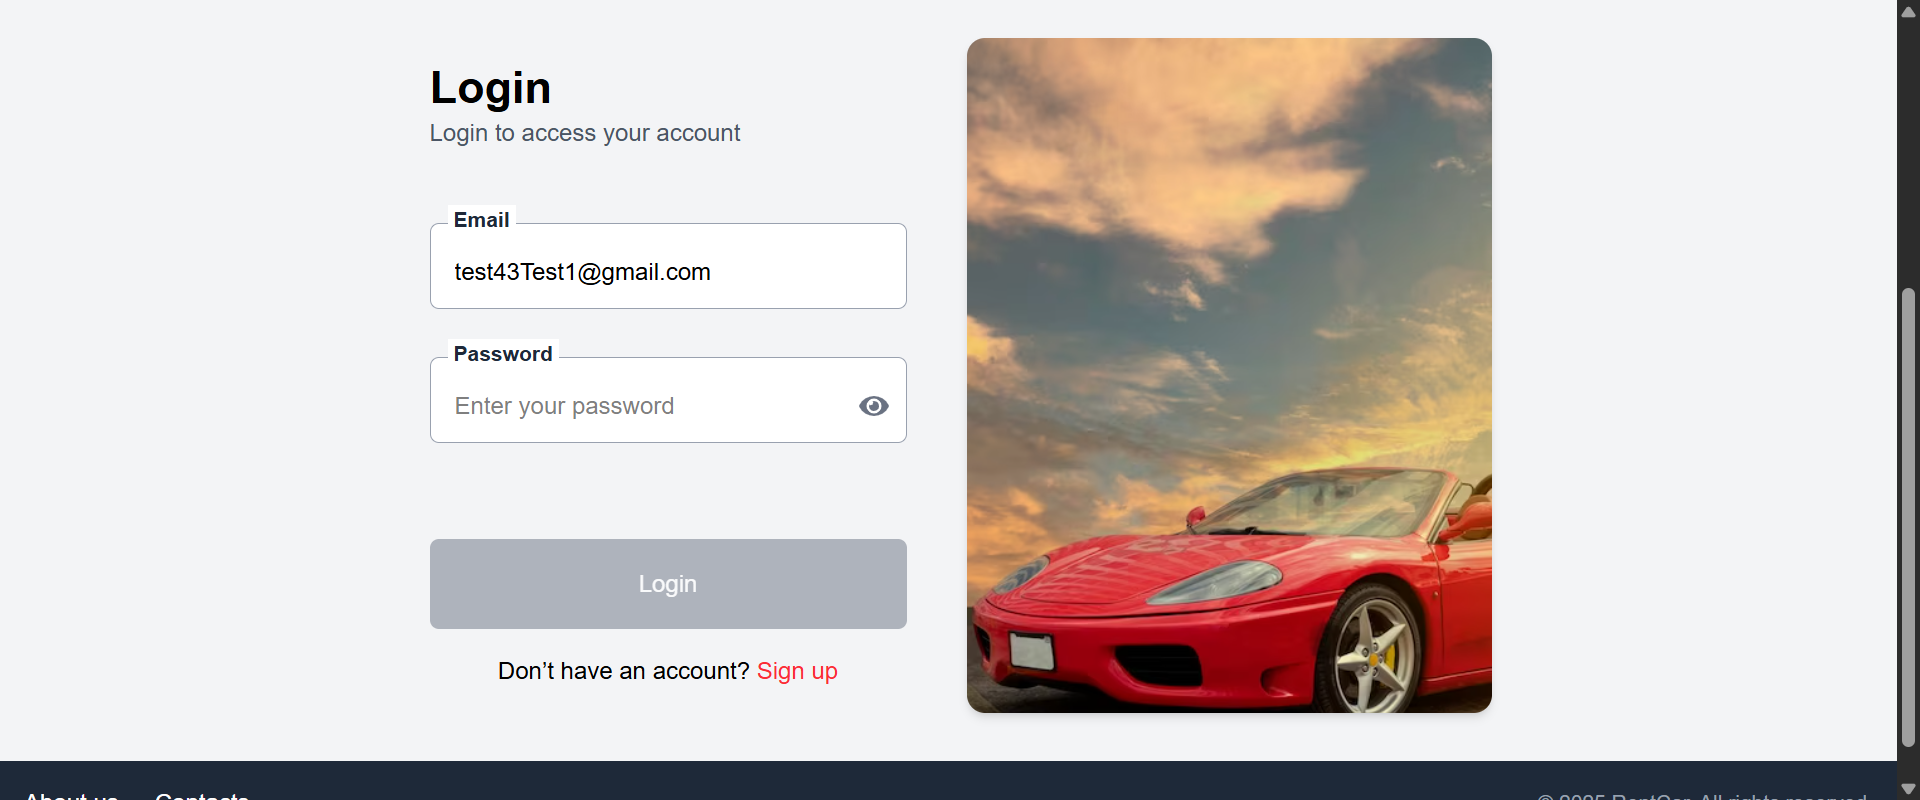 Login
Login to access your account
Email
test43Test1@gmail.com
Password
Enter your password
Login
Don’t have an account? Sign up
About us Contacts
© 2025 RentCar. All rights reserved.